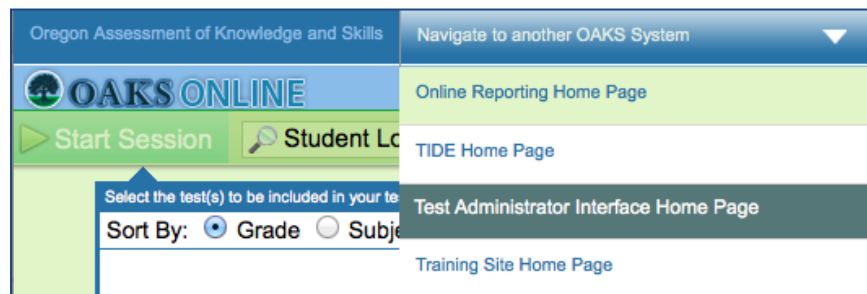 Oregon Assessment of Knowledge and Skills
Navigate to another OAKS System
OAKS ONLINE
Online Reporting Home Page
Start Session
Student Lo
TIDE Home Page
Select the test(s) to be included in your te
Test Administrator Interface Home Page
Sort By: Grade Subje
Training Site Home Page